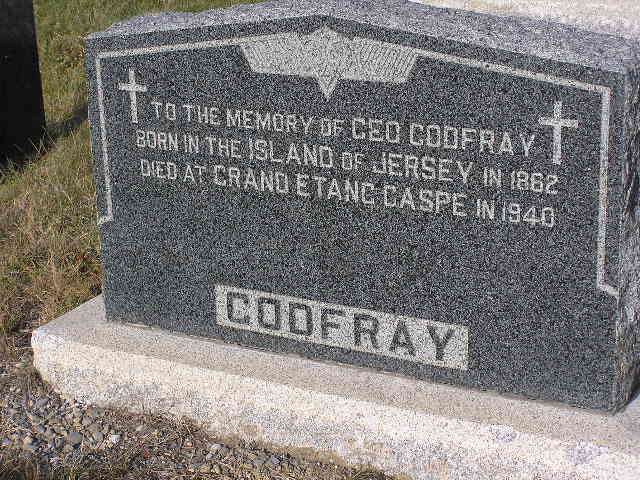 TO THE MEMORY OF GEO GODFRAY
BORN IN THE ISLAND OF JERSEY IN 1862
DIED AT GRAND ETANG GASPE IN 1940
GODFRAY